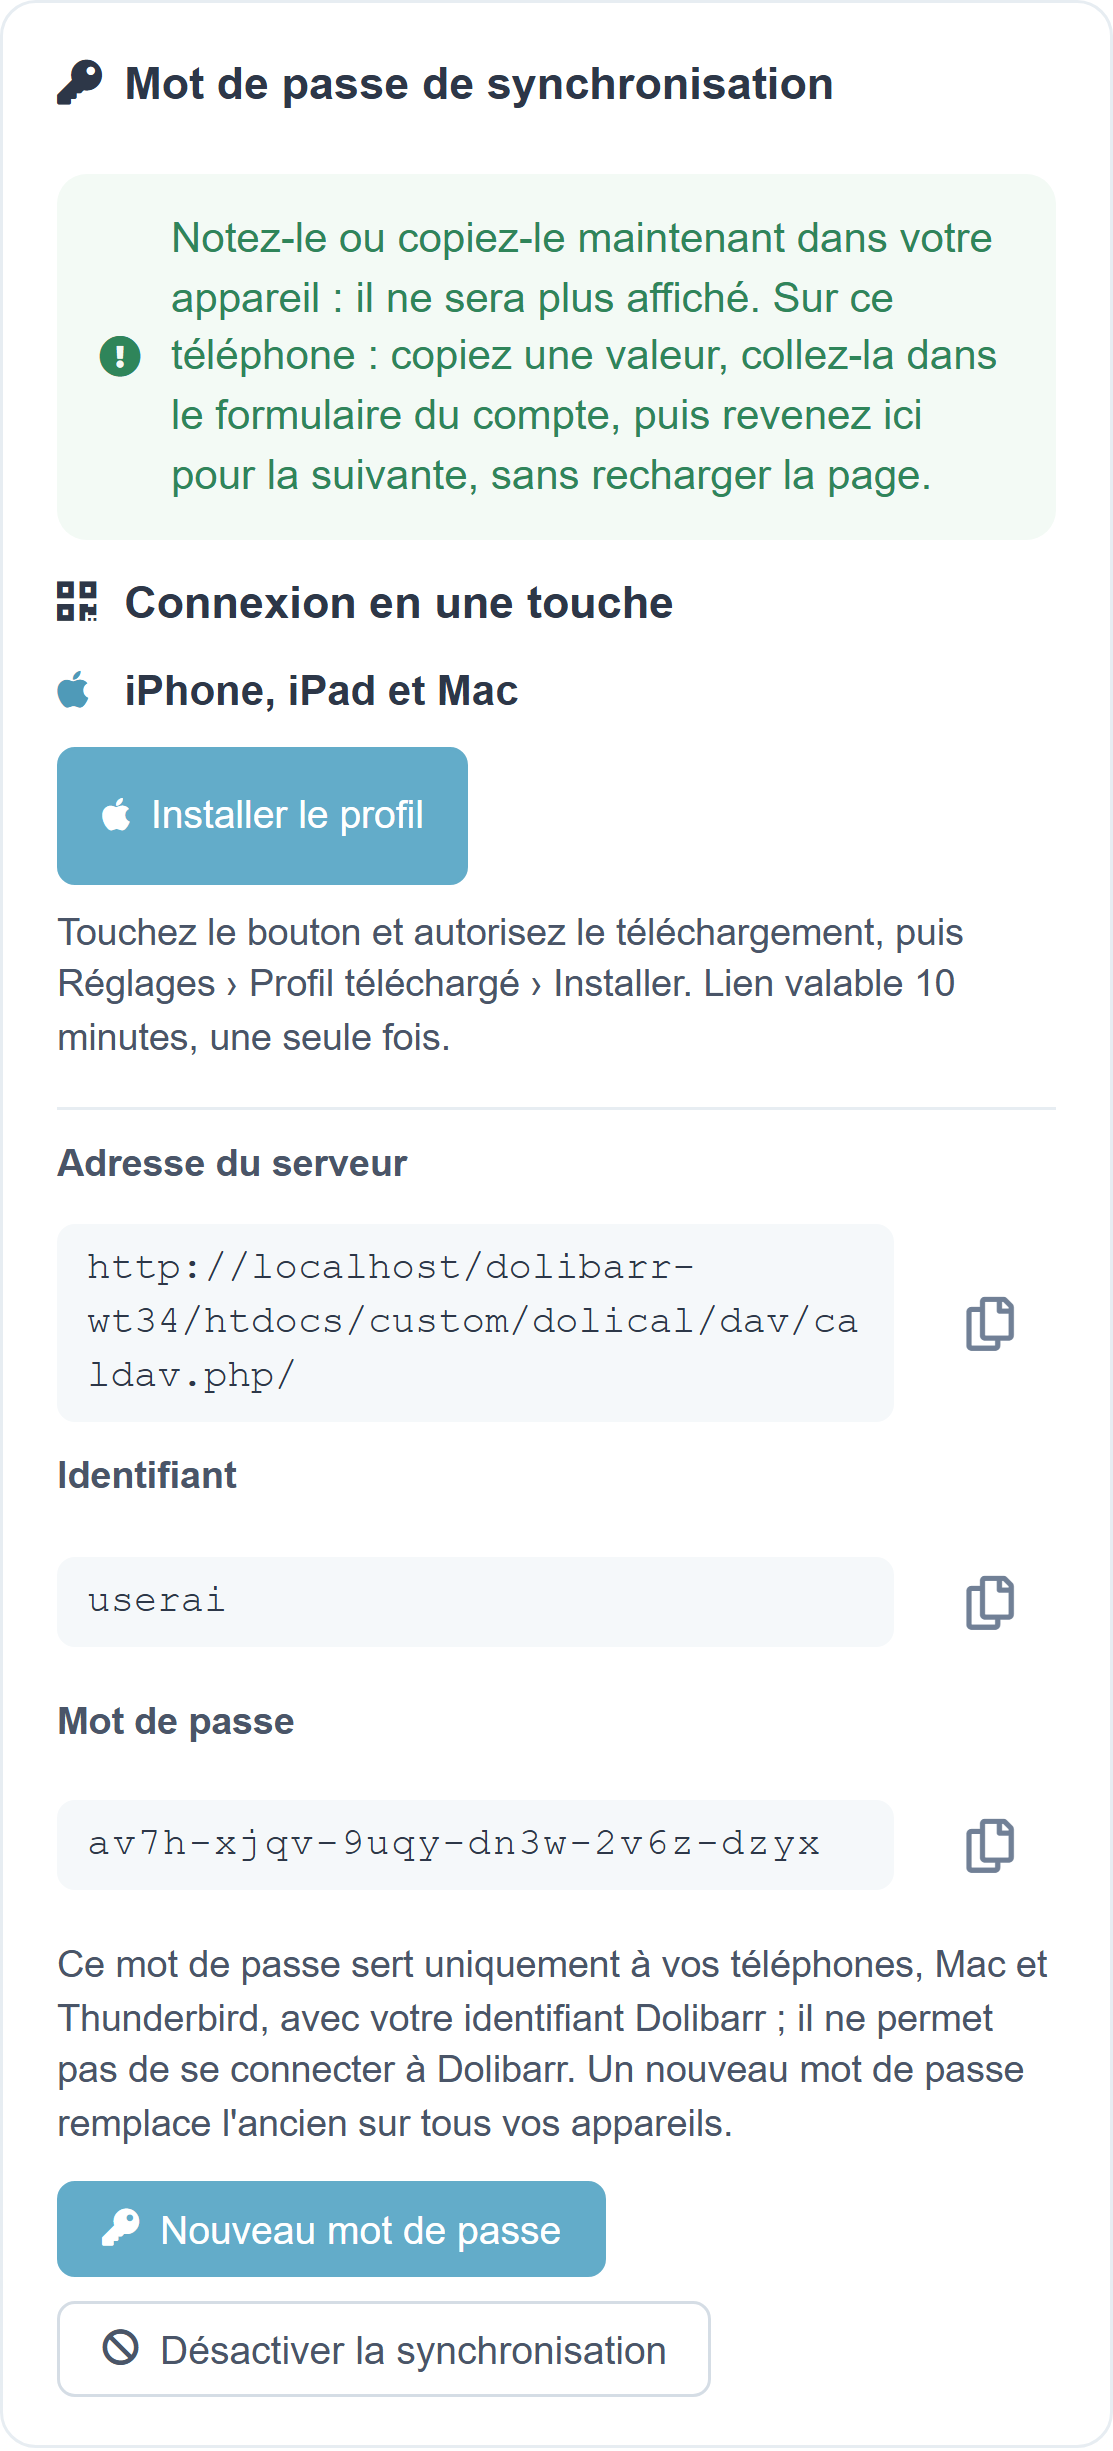 Mot de passe de synchronisation
Notez-le ou copiez-le maintenant dans votre
appareil : il ne sera plus affiché. Sur ce
téléphone : copiez une valeur, collez-la dans
le formulaire du compte, puis revenez ici
pour la suivante, sans recharger la page.
Connexion en une touche
iPhone, iPad et Mac
Installer le profil
Touchez le bouton et autorisez le téléchargement, puis
Réglages › Profil téléchargé › Installer. Lien valable 10
minutes, une seule fois.
Adresse du serveur
http://localhost/dolibarr-
wt34/htdocs/custom/dolical/dav/ca
ldav.php/
Identifiant
userai
Mot de passe
av7h-xjqv-9uqy-dn3w-2v6z-dzyx
Ce mot de passe sert uniquement à vos téléphones, Mac et
Thunderbird, avec votre identifiant Dolibarr ; il ne permet
pas de se connecter à Dolibarr. Un nouveau mot de passe
remplace l'ancien sur tous vos appareils.
Nouveau mot de passe
Désactiver la synchronisation